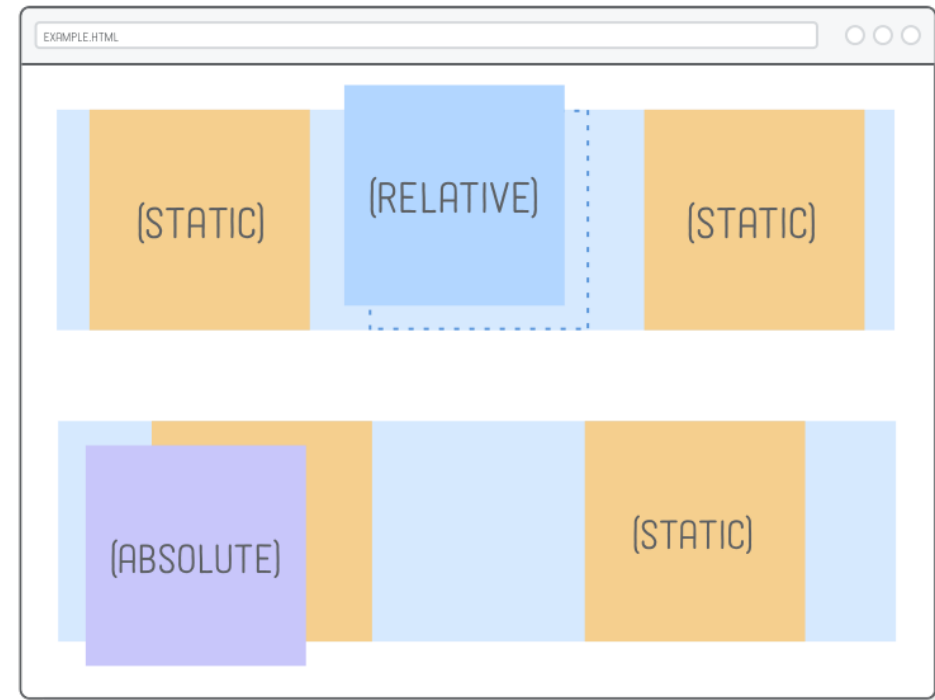 EXAMPLE.HTML
(STATIC)
(RELATIVE)
(STATIC)
(ABSOLUTE)
(STATIC)